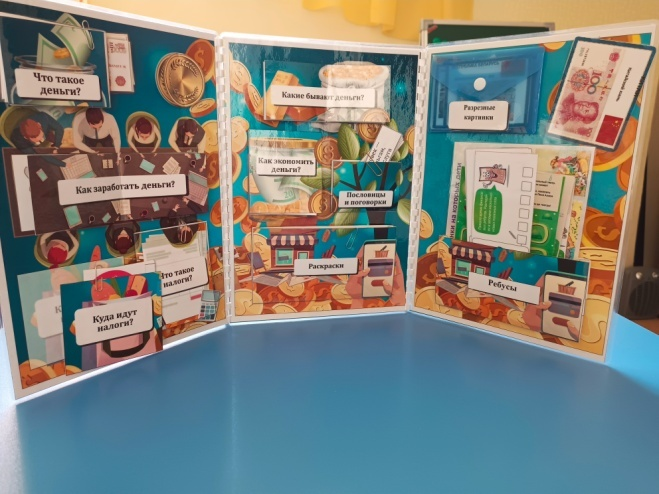 Что такое
деньги?
Как заработать деньги?
Что такое
налоги?
Куда идут
налоги?
Какие бывают деньги?
Как экономить
деньги?
Пословицы
и поговорки
Раскраски
Разрезные
картинки
100
Ребусы